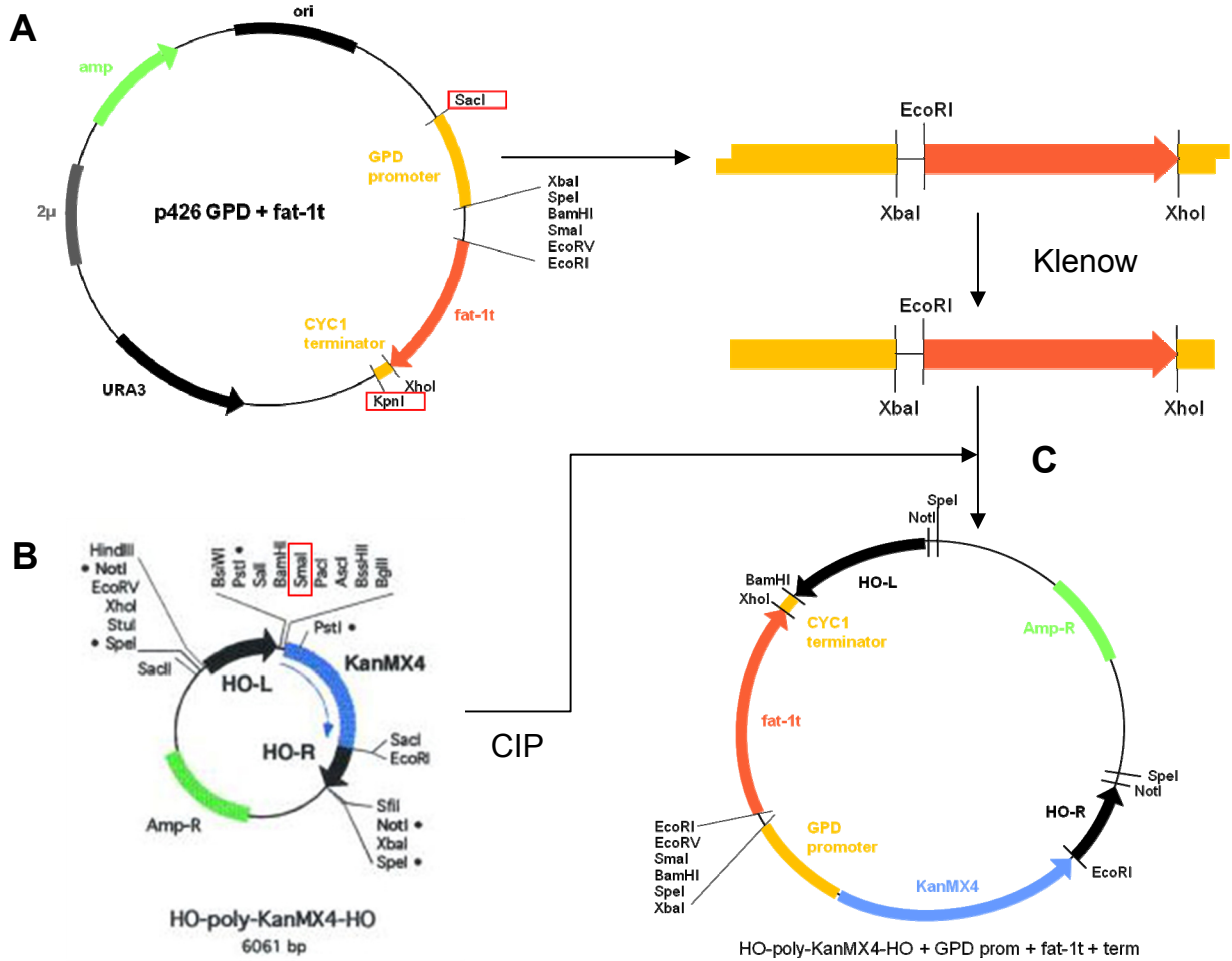 A
ori
amp
SacI
GPD
promoter
2µ
p426 GPD + fat-1t
XbaI
SpeI
BamHI
SmaI
EcoRV
EcoRI
fat-1t
CYC1
terminator
URA3
XhoI
KpnI
EcoRI
XbaI
XhoI
Klenow
EcoRI
XbaI
XhoI
B
HindIII
• NotI
EcoRV
XhoI
StuI
• SpeI
SacII
BsiWI
PstI •
SalI
BamHI
SmaI
PacI
AscI
BssHII
BglII
PstI •
KanMX4
HO-L
HO-R
SacI
EcoRI
SfiI
NotI •
XbaI
SpeI •
Amp-R
HO-poly-KanMX4-HO
6061 bp
CIP
C
SpeI
NotI
HO-L
BamHI
XhoI
CYC1
terminator
Amp-R
fat-1t
SpeI
NotI
HO-R
EcoRI
EcoRI
EcoRV
SmaI
BamHI
SpeI
XbaI
GPD
promoter
KanMX4
HO-poly-KanMX4-HO + GPD prom + fat-1t + term